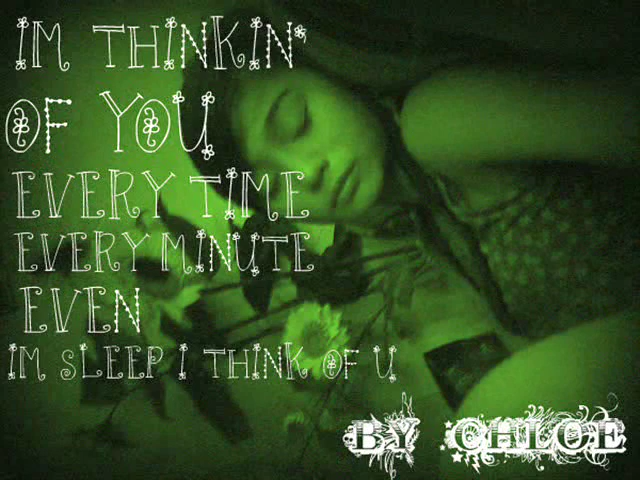 IM THINKIN'
OF YOU
EVERY TIME
EVERY MINUTE
EVEN
IM SLEEP I THINK OF U
BY CHLOE